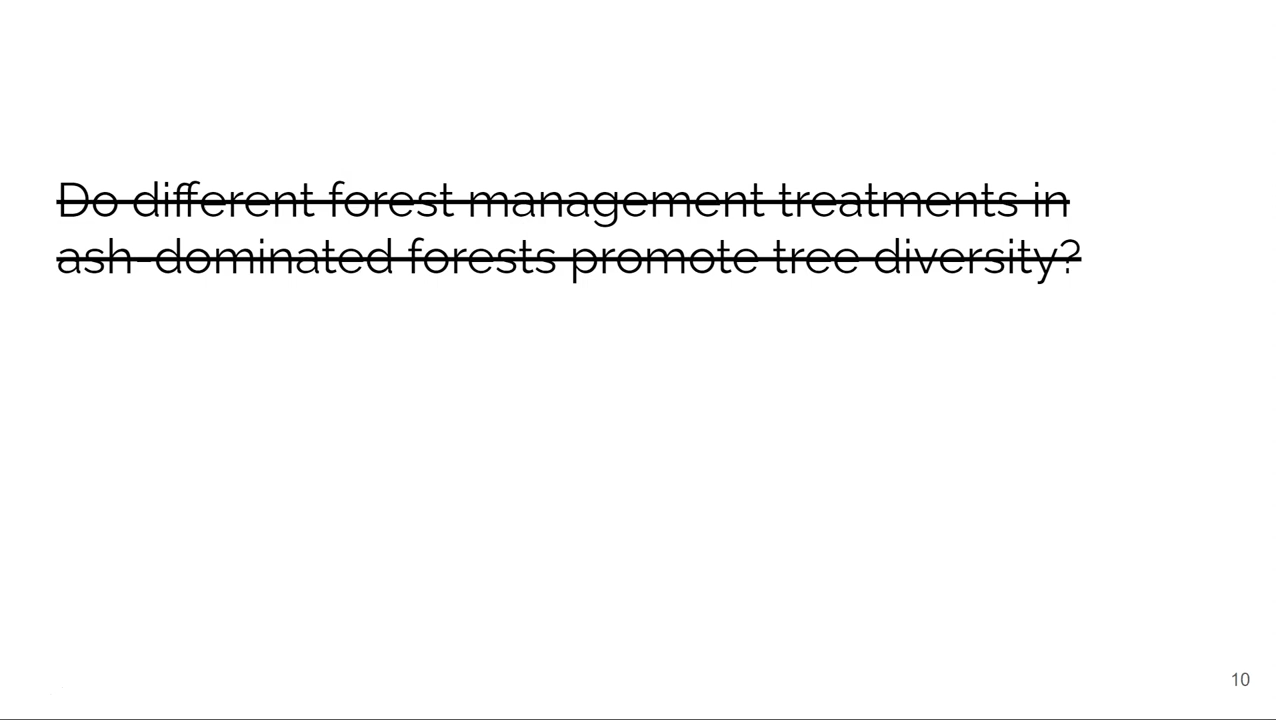 Do different forest management treatments in
ash-dominated forests promote tree diversity?
10